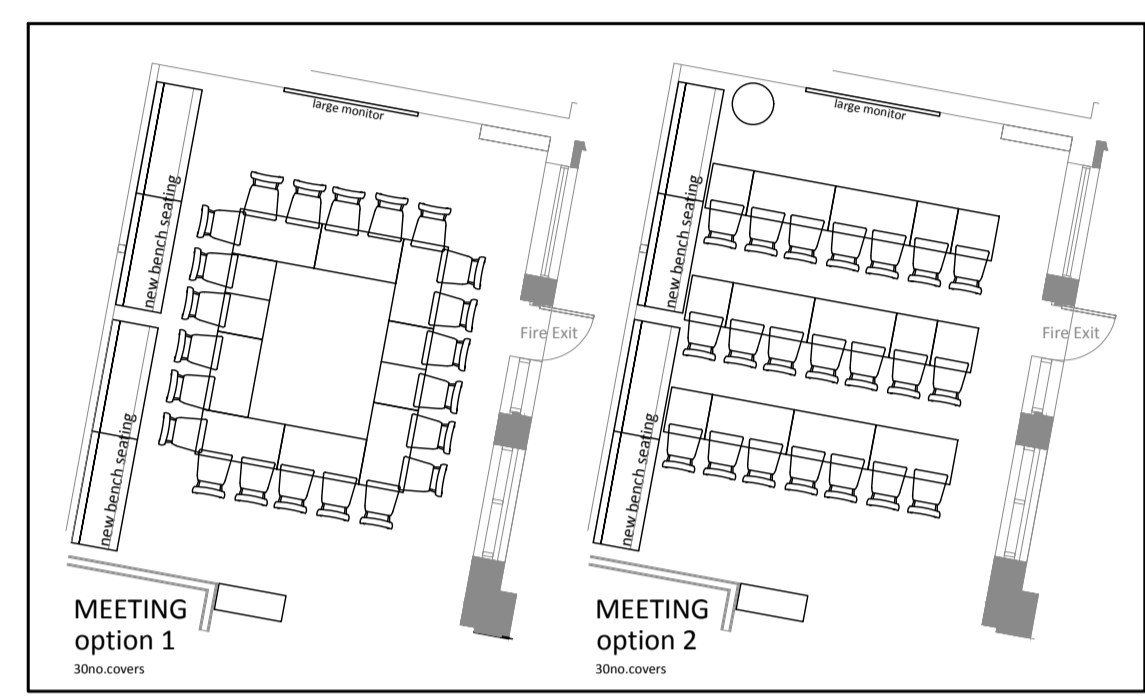 large monitor
new bench seating
new bench seating
Fire Exit
MEETING
option 1
30no.covers
large monitor
new bench seating
new bench seating
Fire Exit
MEETING
option 2
30no.covers